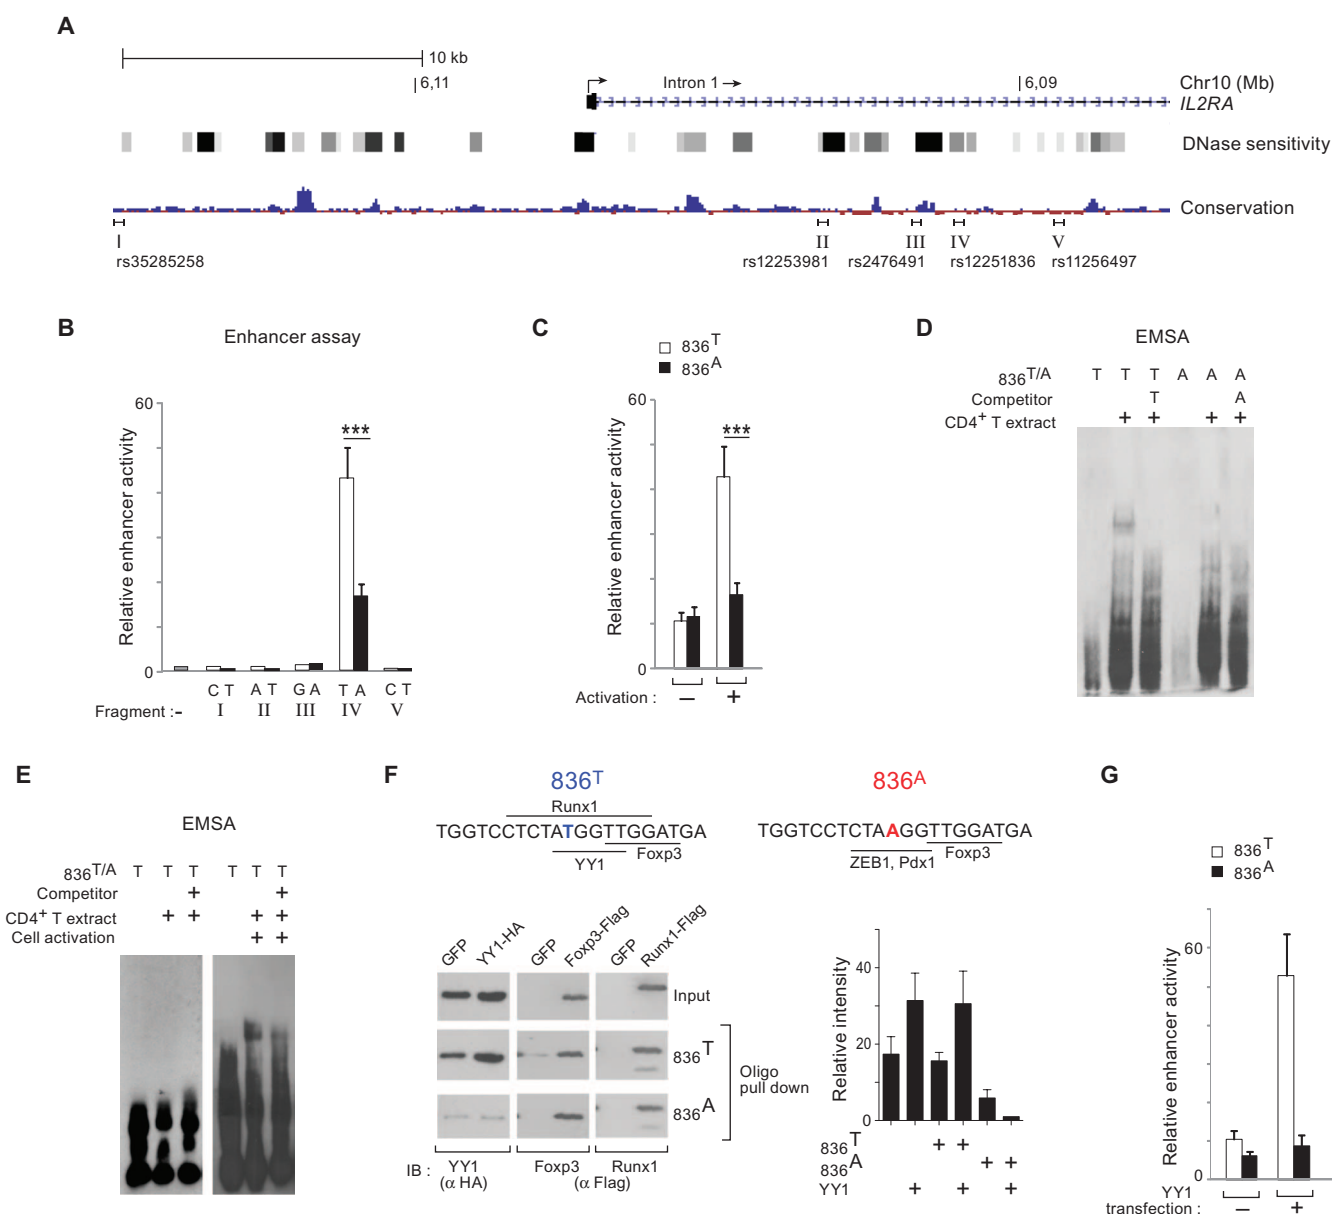 A
10 kb
6,11
Intron 1
6,09
Chr10 (Mb)
IL2RA
DNase sensitivity
Conservation
I
II
III
IV
V
rs35285258
rs12253981
rs2476491
rs12251836
rs11256497
B
Enhancer assay
Relative enhancer activity
60
0
***
C T
A T
G A
T A
C T
Fragment :-
I
II
III
IV
V
C
836T
836A
Relative enhancer activity
60
0
***
Activation :
− +
D
EMSA
836T/A T T T A A A
Competitor T A
CD4+ T extract + + + +
E
EMSA
836T/A T T T T T T
Competitor + +
CD4+ T extract + + + +
Cell activation + +
F
836T
Runx1
TGGTCCTCTATGGTTGGATGA
YY1
Foxp3
836A
TGGTCCTCTAAGGTTGGATGA
ZEB1, Pdx1
Foxp3
GFP
YY1-HA
GFP
Foxp3-Flag
GFP
Runx1-Flag
Input
836T
836A
Oligo
pull down
IB :
YY1
(α HA)
Foxp3
Runx1
(α Flag)
Relative intensity
40
20
0
836T + +
836A + +
YY1 + + +
G
836T
836A
Relative enhancer activity
60
0
YY1
transfection :
− +